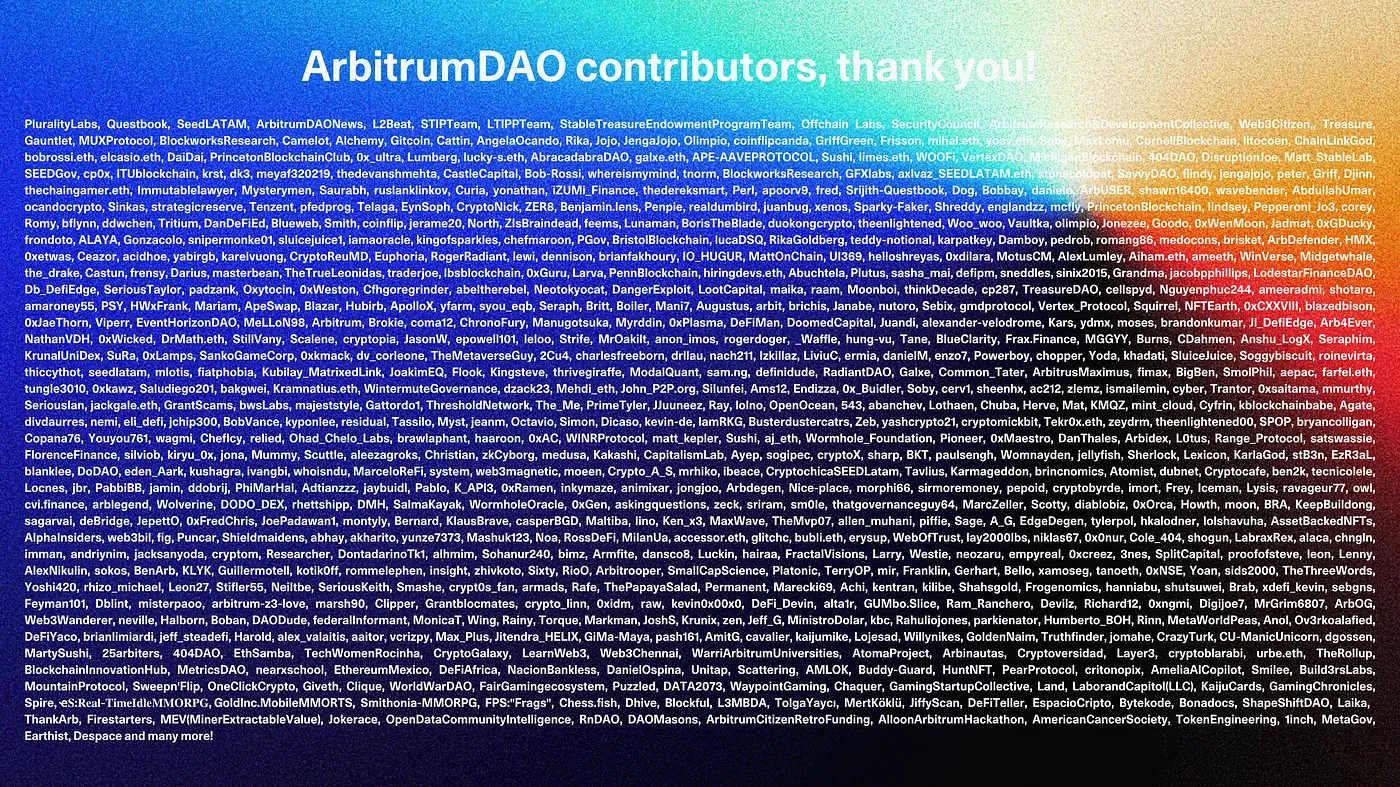 ArbitrumDAO contributors, thank you!
PluralityLabs, Questbook, SeedLATAM, ArbitrumDAONews, L2Beat, STIPTeam, LTIPPTeam, StableTreasureEndowmentProgramTeam, Offchain Labs, SecurityCouncil, ArbitrumResearch&DevelopmentCollective, Web3Citizen,, Treasure,
Gauntlet, MUXProtocol, BlockworksResearch, Camelot, Alchemy, Gitcoin, Cattin, AngelaOcando, Rika, Jojo, JengaJojo, Olimpio, coinflipcanda, GriffGreen, Frisson, mihal.eth, yoav.eth, Soby, MaxLomu, CornellBlockchain, litocoen, ChainLinkGod,
bobrossi.eth, elcasio.eth, DaiDai, PrincetonBlockchainClub, 0x_ultra, Lumberg, lucky-s.eth, AbracadabraDAO, galxe.eth, APE-AAVEPROTOCOL, Sushi, limes.eth, WOOFi, VertexDAO, MichiganBlockchain, 404DAO, DisruptionJoe, Matt_StableLab,
SEEDGov, cp0x, ITUblockchain, krst, dk3, meyaf320219, thedevanshmehta, CastleCapital, Bob-Rossi, whereismymind, tnorm, BlockworksResearch, GFXlabs, axlvaz_SEEDLATAM.eth, stonecoldpat, SavvyDAO, flindy, jengajojo, peter, Griff, Djinn,
thechaingamer.eth, Immutablelawyer, Mysterymen, Saurabh, ruslanklinkov, Curia, yonathan, iZUMi_Finance, thedereksmart, Perl, apoorv9, fred, Srijith-Questbook, Dog, Bobbay, danielo, ArbUSER, shawn16400, wavebender, AbdullahUmar,
ocandocrypto, Sinkas, strategicreserve, Tenzent, pfedprog, Telaga, EynSoph, CryptoNick, ZER8, Benjamin.lens, Penpie, realdumbird, juanbug, xenos, Sparky-Faker, Shreddy, englandzz, mcfly, PrincetonBlockchain, lindsey, Pepperoni_Jo3, corey,
Romy, bflynn, ddwchen, Tritium, DanDeFiEd, Blueweb, Smith, coinflip, jerame20, North, ZIsBraindead, feems, Lunaman, BorisTheBlade, duokongcrypto, theenlightened, Woo_woo, Vaultka, olimpio, Jomezee, Goodo, 0xWenMoon, Jadmat, 0xGDucky,
frondoto, ALAYA, Gonzacolo, snipermonke01, sluicejuice1, iamaoracle, kingofsparkles, chefmaroon, PGov, BristolBlockchain, lucaDSQ, RikaGoldberg, teddy-notional, karpatkey, Damboy, pedrob, romang86, medocons, brisket, ArbDefender, HMX,
0xetwas, Ceazor, acidhoe, yabirgb, karelvuong, CryptoReuMD, Euphoria, RogerRadiant, lewi, dennison, brianfakhoury, IO_HUGUR, MattOnChain, UI369, helloshreyas, 0xdilara, MotusCM, AlexLumley, Aiham.eth, ameeth, WinVerse, Midgetwhale,
the_drake, Castun, frensy, Darius, masterbean, TheTrueLeonidas, traderjoe, lbsblockchain, 0xGuru, Larva, PennBlockchain, hiringdevs.eth, Abuchtela, Plutus, sasha_mai, defipm, sneddles, sinix2015, Grandma, jacobpphillips, LodestarFinanceDAO,
Db_DefiEdge, SeriousTaylor, padzank, Oxytocin, 0xWeston, Cfhgoregrinder, abeltherebel, Neotokyocat, DangerExploit, LootCapital, maika, raam, Moonboi, thinkDecade, cp287, TreasureDAO, cellspyd, Nguyenphuc244, ameeradmi, shotaro,
amaroney55, PSY, HWxFrank, Mariam, ApeSwap, Blazar, Hubirb, ApolloX, yfarm, syou_eqb, Seraph, Britt, Boiler, Mani7, Augustus, arbit, brichis, Janabe, nutoro, Sebix, gmdprotocol, Vertex_Protocol, Squirrel, NFTEarth, 0xCXXVIII, blazedbison,
0xJaeThorn, Viperr, EventHorizonDAO, MeLLoN98, Arbitrum, Brokie, coma12, ChronoFury, Manugotsuka, Myrddin, 0xPlasma, DeFiMan, DoomedCapital, Juandi, alexander-velodrome, Kars, ydmx, moses, brandonkumar, JI_DefiEdge, Arb4Ever,
NathanVDH, 0xWicked, DrMath.eth, StillVany, Scalene, cryptopia, JasonW, epowell101, leloo, Strife, MrOakilt, anon_imos, rogerdoger, _Waffle, hung-vu, Tane, BlueClarity, Frax.Finance, MGGYY, Burns, CDahmen, Anshu_LogX, Seraphim,
KrunalUniDex, SuRa, 0xLamps, SankoGameCorp, 0xkmack, dv_corleone, TheMetaverseGuy, 2Cu4, charlesfreeborn, drllau, nach211, Izkillaz, LiviuC, ermia, danielM, enzo7, Powerboy, chopper, Yoda, khadati, SluiceJuice, Soggybiscuit, roinevirta,
thiccythot, seedlatam, mlotis, fiatphobia, Kubilay_MatrixedLink, JoakimEQ, Flook, Kingsteve, thrivegiraffe, ModalQuant, sam.ng, definidude, RadiantDAO, Galxe, Common_Tater, ArbitrusMaximus, fimax, BigBen, SmolPhil, aepac, farfel.eth,
tungle3010, 0xkawz, Saludiego201, bakgwei, Kramnatius.eth, WintermuteGovernance, dzack23, Mehdi_eth, John_P2P.org, Silunfei, Ams12, Endizza, 0x_Buidler, Soby, cerv1, sheenhx, ac212, zlemz, ismailemin, cyber, Trantor, 0xsaitama, mmurthy,
Seriouslan, jackgale.eth, GrantScams, bwsLabs, majeststyle, Gattordo1, ThresholdNetwork, The_Me, PrimeTyler, JJuuneez, Ray, lolno, OpenOcean, 543, abanchev, Lothaen, Chuba, Herve, Mat, KMQZ, mint_cloud, Cyfrin, kblockchainbabe, Agate,
divdaurres, nemi, eli_defi, jchip300, BobVance, kyponlee, residual, Tassilo, Myst, jeanm, Octavio, Simon, Dicaso, kevin-de, IamRKG, Busterdustercatrs, Zeb, yashcrypto21, cryptomickbit, Tekr0x.eth, zeydrm, theenlightened00, SPOP, bryancolligan,
Copana76, Youyou761, wagmi, ChefIcy, relied, Ohad_Chelo_Labs, brawlaphant, haaroon, 0xAC, WINRProtocol, matt_kepler, Sushi, aj_eth, Wormhole_Foundation, Pioneer, 0xMaestro, DanThales, Arbidex, L0tus, Range_Protocol, satswassie,
FlorenceFinance, silviob, kiryu_0x, jona, Mummy, Scuttle, aleezagroks, Christian, zkCyborg, medusa, Kakashi, CapitalismLab, Ayep, sogipec, cryptoX, sharp, BKT, paulsengh, Womnayden, jellyfish, Sherlock, Lexicon, KarlaGod, stB3n, EzR3aL,
blanklee, DoDAO, eden_Aark, kushagra, ivangbi, whoisndu, MarceloReFi, system, web3magnetic, moeen, Crypto_A_S, mrhiko, ibeace, CryptochicaSEEDLatam, Tavlius, Karmageddon, brincnomics, Atomist, dubnet, Cryptocafe, ben2k, tecnicolele,
Locnes, jbr, PabbiBB, jamin, ddobrij, PhiMarHal, Adtianzzz, jaybuidl, Pablo, K_API3, 0xRamen, inkymaze, animixar, jongjoo, Arbdegen, Nice-place, morphi66, sirmoremoney, pepoid, cryptobyrde, imort, Frey, Iceman, Lysis, ravageur77, owl,
cvi.finance, arblegend, Wolverine, DODO_DEX, rhettshipp, DMH, SalmaKayak, WormholeOracle, 0xGen, askingquestions, zeck, sriram, sm0le, thatgovernanceguy64, MarcZeller, Scotty, diablobiz, 0xOrca, Howth, moon, BRA, KeepBuilding,
sagarvai, deBridge, JepettO, 0xFredChris, JoePadawan1, montyly, Bernard, KlausBrave, casperBGD, Maltiba, lino, Ken_x3, MaxWave, TheMvp07, allen_muhani, piffie, Sage, A_G, EdgeDegen, tylerpol, hkalodner, lolshavuha, AssetBackedNFTs,
AlphaInsiders, web3bil, fig, Puncar, Shieldmaidens, abhay, akharito, yunze7373, Mashuk123, Noa, RossDeFi, MilanUa, accessor.eth, glitchc, bubli.eth, erysup, WebOfTrust, lay2000lbs, niklas67, 0x0nur, Cole_404, shogun, LabraxRex, alaca, chngln,
imman, andriynim, jacksanyoda, cryptom, Researcher, DontadarinoTk1, alhmim, Sohanur240, bimz, Armfite, dansco8, Luckin, hairaa, FractalVisions, Larry, Westie, neozaru, empyreal, 0xcreez, 3nes, SplitCapital, proofofsteve, leon, Lenny,
AlexNikulin, sokos, BenArb, KLYK, Guillermotell, kotik0ff, rommelephen, insight, zhivkoto, Sixty, RioO, Arbitrooper, SmallCapScience, Platonic, TerryOP, mir, Franklin, Gerhart, Bello, xamoseg, tanoeth, 0xNSE, Yoan, sids2000, TheThreeWords,
Yoshi420, rhizo_michael, Leon27, Stifler55, Neiltbe, SeriousKeith, Smashe, crypt0s_fan, armads, Rafe, ThePapayaSalad, Permanent, Marecki69, Achi, kentran, kilibe, Shahsgold, Frogenomics, hanniabu, shutsuwei, Brab, xdefi_kevin, sebgns,
Feyman101, Dblint, misterpaoo, arbitrum-z3-love, marsh90, Clipper, Grantblocmates, crypto_linn, 0xidm, raw, kevin0x00x0, DeFi_Devin, alta1r, GUMbo.Slice, Ram_Ranchero, Devilz, Richard12, 0xngmi, Digijoe7, MrGrim6807, ArbOG,
Web3Wanderer, neville, Halborn, Boban, DAODude, federalInformant, MonicaT, Wing, Rainy, Torque, Markman, JoshS, Krunix, zen, Jeff_G, MinistroDolar, kbc, Rahuliojones, parkienator, Humberto_BOH, Rinn, MetaWorldPeas, Anol, Ov3rkoalafied,
DeFiYaco, brianlimiardi, jeff_steadefi, Harold, alex_valaitis, aaitor, vcrizpy, Max_Plus, Jitendra_HELIX, GiMa-Maya, pash161, AmitG, cavalier, kaijumike, Lojesad, Willynikes, GoldenNaim, Truthfinder, jomahe, CrazyTurk, CU-ManicUnicorn, dgossen,
MartySushi, 25arbiters, 404DAO, EthSamba, TechWomenRocinha, CryptoGalaxy, LearnWeb3, Web3Chennai, WarriArbitrumUniversities, AtomaProject, Arbinautas, Cryptoversidad, Layer3, cryptoblarabi, urbe.eth, TheRollup,
BlockchainInnovationHub, MetricsDAO, nearxschool, EthereumMexico, DeFiAfrica, NacionBankless, DanielOspina, Unitap, Scattering, AMLOK, Buddy-Guard, HuntNFT, PearProtocol, critonopix, AmeliaAICopilot, Smilee, Build3rsLabs,
MountainProtocol, Sweepn'Flip, OneClickCrypto, Giveth, Clique, WorldWarDAO, FairGamingecosystem, Puzzled, DATA2073, WaypointGaming, Chaquer, GamingStartupCollective, Land, LaborandCapitol(LLC), KaijuCards, GamingChronicles,
Spire, eS:Real-TimeIdleMMORPG, GoldInc.MobileMMORTS, Smithonia-MMORPG, FPS:"Frags", Chess.fish, Dhive, Blockful, L3MBDA, TolgaYaycı, MertKöklü, JiffyScan, DeFiTeller, EspacioCripto, Bytekode, Bonadocs, ShapeShiftDAO, Laika,
ThankArb, Firestarters, MEV(MinerExtractableValue), Jokerace, OpenDataCommunityIntelligence, RnDAO, DAOMasons, ArbitrumCitizenRetroFunding, AlloonArbitrumHackathon, AmericanCancerSociety, TokenEngineering, 1inch, MetaGov,
Earthist, Despace and many more!